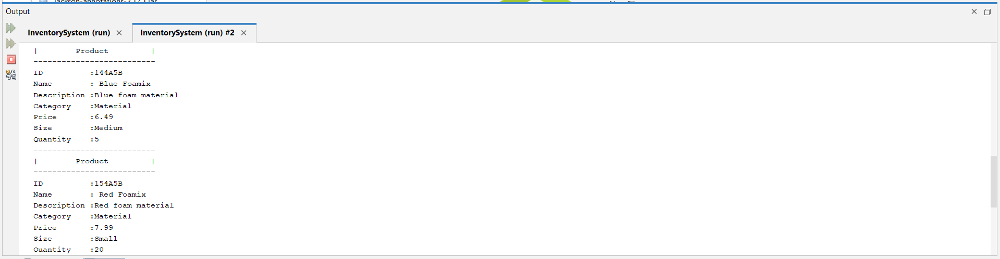 Output
InventorySystem (run) InventorySystem (run) #2
|        Product         |
--------------------------
ID          :144A5B
Name        : Blue Foamix
Description :Blue foam material
Category    :Material
Price       :6.49
Size        :Medium
Quantity    :5
--------------------------
|        Product         |
--------------------------
ID          :154A5B
Name        : Red Foamix
Description :Red foam material
Category    :Material
Price       :7.99
Size        :Small
Quantity    :20